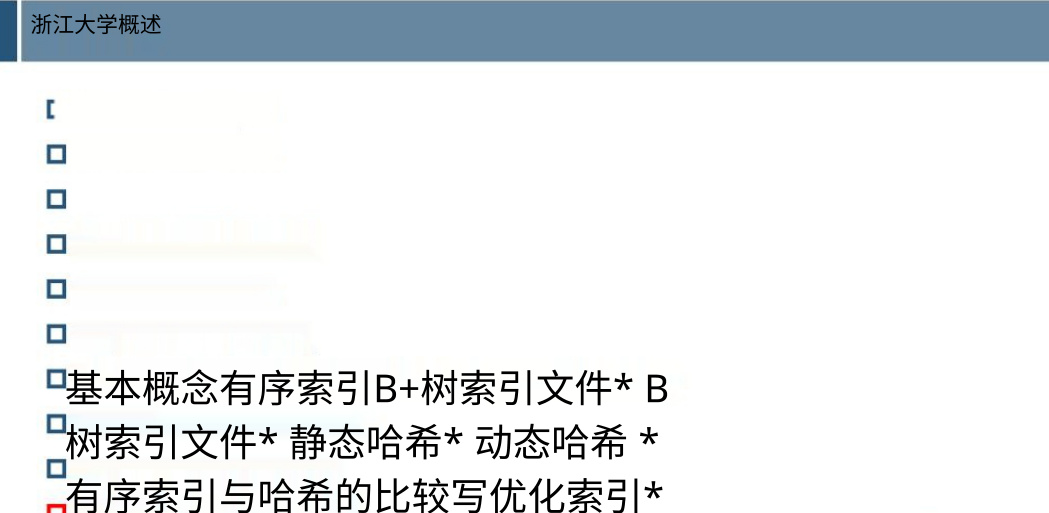 浙江大学概述
基本概念有序索引B+树索引文件* B
树索引文件* 静态哈希* 动态哈希 *
有序索引与哈希的比较写优化索引*